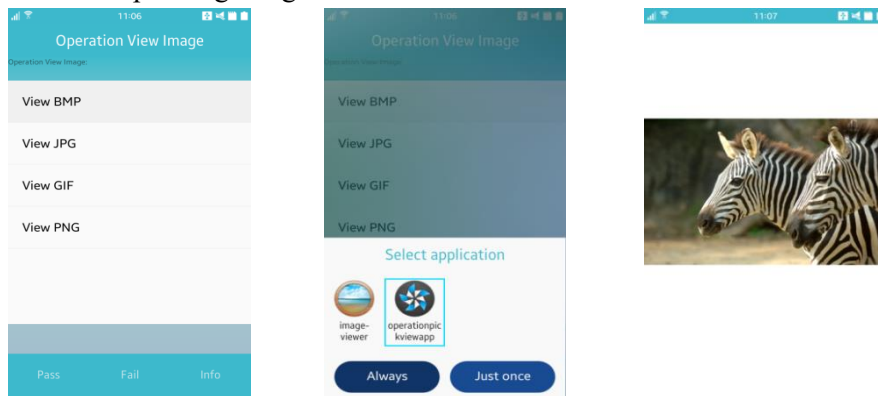 11:06
Operation View Image
Operation View Image.
View BMP
View JPG
View GIF
View PNG
Pass Fail Info
11:06
Operation View Image
Operation View Image.
View BMP
View JPG
View GIF
View PNG
Select application
image-
viewer
operationpic
kviewapp
Always Just once
11:07